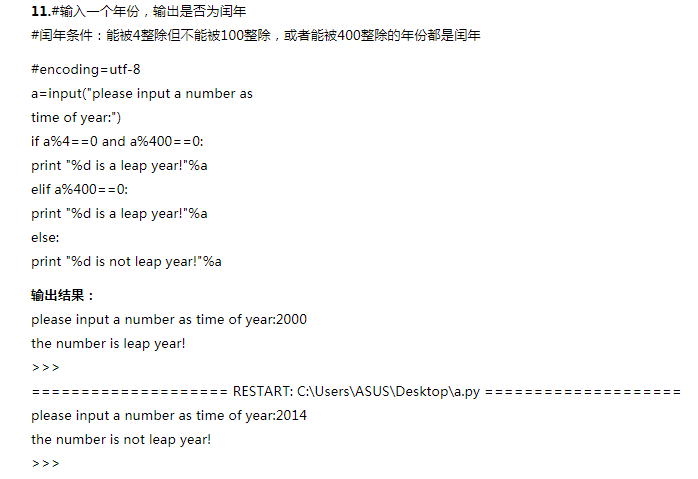 11.#输入一个年份，输出是否为闰年
#闰年条件：能被4整除但不能被100整除，或者能被400整除的年份都是闰年
#encoding=utf-8
a=input("please input a number as
time of year:")
if a%4==0 and a%400==0:
print "%d is a leap year!"%a
elif a%400==0:
print "%d is a leap year!"%a
else:
print "%d is not leap year!"%a
输出结果：
please input a number as time of year:2000
the number is leap year!
>>>
==================== RESTART: C:\Users\ASUS\Desktop\a.py ====================
please input a number as time of year:2014
the number is not leap year!
>>>